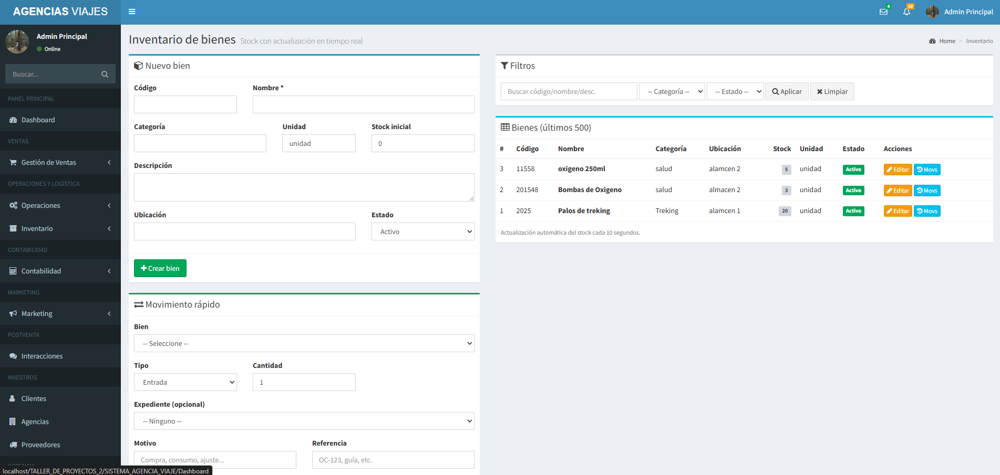 AGENCIAS VIAJES
4
10
Admin Principal
Admin Principal
Online
Buscar...
PANEL PRINCIPAL
Dashboard
VENTAS
Gestión de Ventas
OPERACIONES Y LOGÍSTICA
Operaciones
Inventario
CONTABILIDAD
Contabilidad
MARKETING
Marketing
POSTVENTA
Interacciones
MAESTROS
Clientes
Agencias
Proveedores
GERENCIA
localhost/TALLER_DE_PROYECTOS_2/SISTEMA_AGENCIA_VIAJE/Dashboard
Inventario de bienes Stock con actualización en tiempo real
Home > Inventario
Nuevo bien
Código Nombre *
Categoría Unidad Stock inicial
unidad 0
Descripción
Ubicación Estado
Activo
Crear bien
Movimiento rápido
Bien
-- Seleccione --
Tipo Cantidad
Entrada 1
Expediente (opcional)
-- Ninguno --
Motivo Referencia
Compra, consumo, ajuste... OC-123, guía, etc.
Filtros
Buscar código/nombre/desc. -- Categoría -- -- Estado -- Aplicar Limpiar
Bienes (últimos 500)
# Código Nombre Categoría Ubicación Stock Unidad Estado Acciones
3 11558 oxigeno 250ml salud alamcen 2 5 unidad Activo Editar Movs
2 201548 Bombas de Oxigeno salud almacen 2 3 unidad Activo Editar Movs
1 2025 Palos de treking Treking alamcen 1 20 unidad Activo Editar Movs
Actualización automática del stock cada 10 segundos.